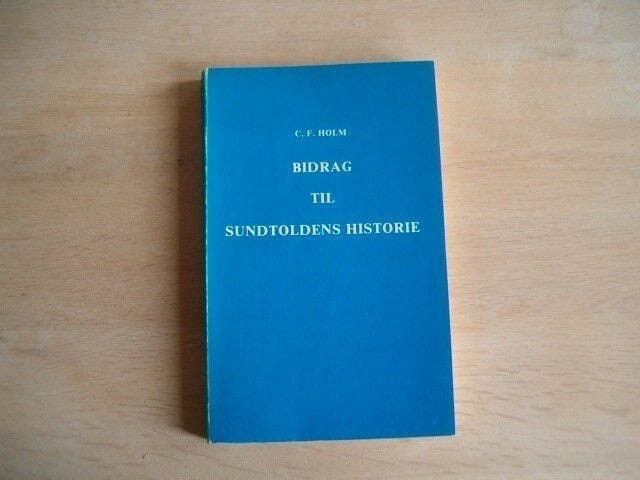 C. F. HOLM
BIDRAG
TIL
SUNDTOLDENS HISTORIE